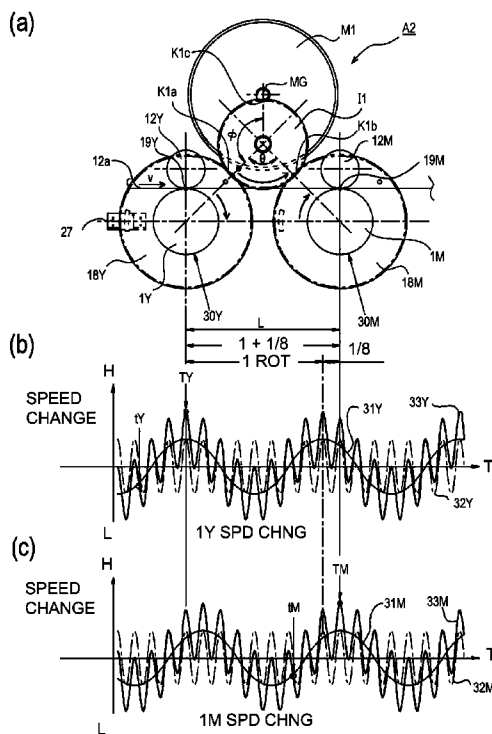 (a)
M1
A2
K1c
MG
K1a
I1
12Y
19Y
ϕ
K1b
12M
12a
θ
19M
V
27
18Y
1Y
1M
18M
30Y
L
30M
1 + 1/8
1 ROT
1/8
(b)
H
TY
SPEED
CHANGE
tY
31Y
33Y
T
L
32Y
1Y SPD CHNG
(c)
H
TM
SPEED
CHANGE
tM
31M
33M
T
L
32M
1M SPD CHNG